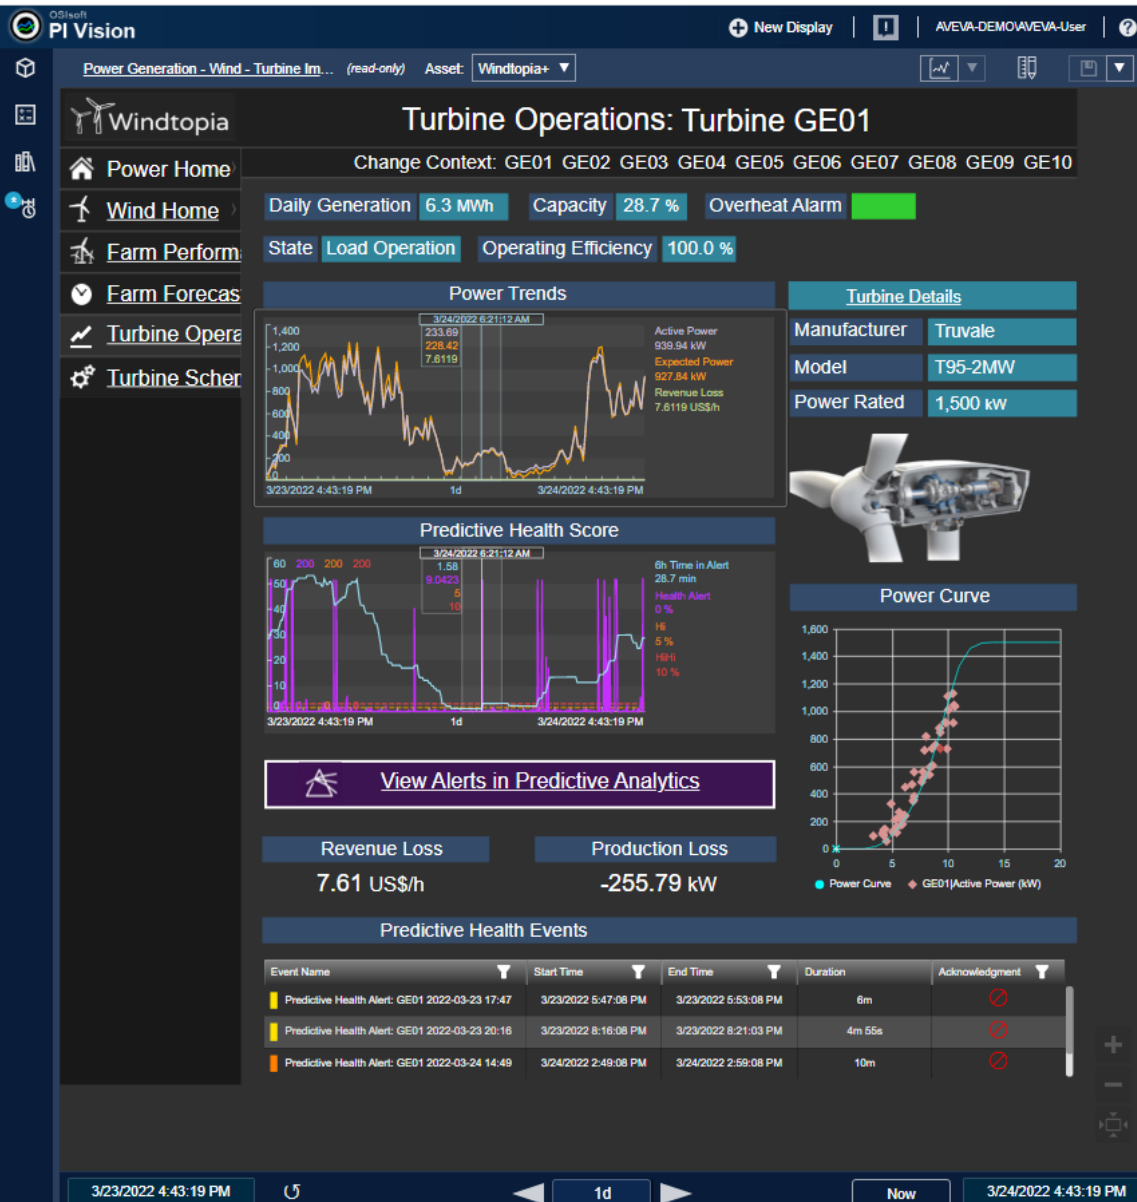 OSIsoft
PI Vision
New Display
AVEVA-DEMO\AVEVA-User
?
Power Generation - Wind - Turbine Im... (read-only) Asset: Windtopia+
Windtopia
Turbine Operations: Turbine GE01
Power Home
Change Context: GE01 GE02 GE03 GE04 GE05 GE06 GE07 GE08 GE09 GE10
Wind Home
Farm Perform
Farm Forecas
Turbine Opera
Turbine Scher
Daily Generation 6.3 MWh Capacity 28.7 % Overheat Alarm
State Load Operation Operating Efficiency 100.0 %
Power Trends
3/24/2022 6:21:12 AM
233.69
228.42
7.6119
1,400
1,200
1,000
800
600
400
200
0
3/23/2022 4:43:19 PM 1d 3/24/2022 4:43:19 PM
Active Power
939.94 kW
Expected Power
927.84 kW
Revenue Loss
7.6119 US$/h
Turbine Details
Manufacturer Truvale
Model T95-2MW
Power Rated 1,500 kW
Predictive Health Score
3/24/2022 6:21:12 AM
1.58
9.0423
5
10
60 200 200 200
50
40
30
20
10
0 0 0 0
3/23/2022 4:43:19 PM 1d 3/24/2022 4:43:19 PM
6h Time in Alert
28.7 min
Health Alert
0 %
Hi
5 %
HiHi
10 %
Power Curve
1,600
1,400
1,200
1,000
800
600
400
200
0
0 5 10 15 20
Power Curve GE01|Active Power (kW)
View Alerts in Predictive Analytics
Revenue Loss Production Loss
7.61 US$/h -255.79 kW
Predictive Health Events
Event Name Start Time End Time Duration Acknowledgment
Predictive Health Alert: GE01 2022-03-23 17:47 3/23/2022 5:47:08 PM 3/23/2022 5:53:08 PM 6m
Predictive Health Alert: GE01 2022-03-23 20:16 3/23/2022 8:16:08 PM 3/23/2022 8:21:03 PM 4m 55s
Predictive Health Alert: GE01 2022-03-24 14:49 3/24/2022 2:49:08 PM 3/24/2022 2:59:08 PM 10m
3/23/2022 4:43:19 PM 1d Now 3/24/2022 4:43:19 PM